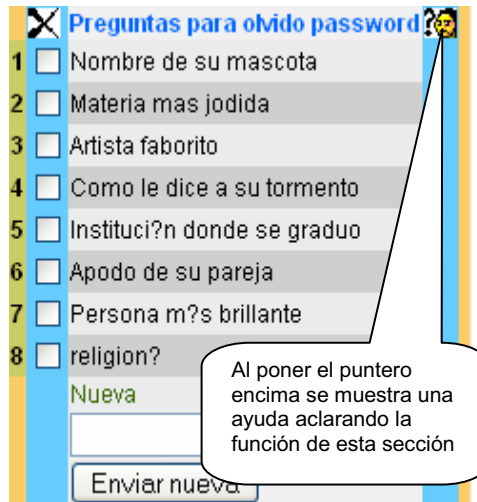 Preguntas para olvido password
1 Nombre de su mascota
2 Materia mas jodida
3 Artista faborito
4 Como le dice a su tormento
5 Instituci?n donde se graduo
6 Apodo de su pareja
7 Persona m?s brillante
8 religion?
Al poner el puntero
encima se muestra una
ayuda aclarando la
función de esta sección
Nueva
Enviar nueva